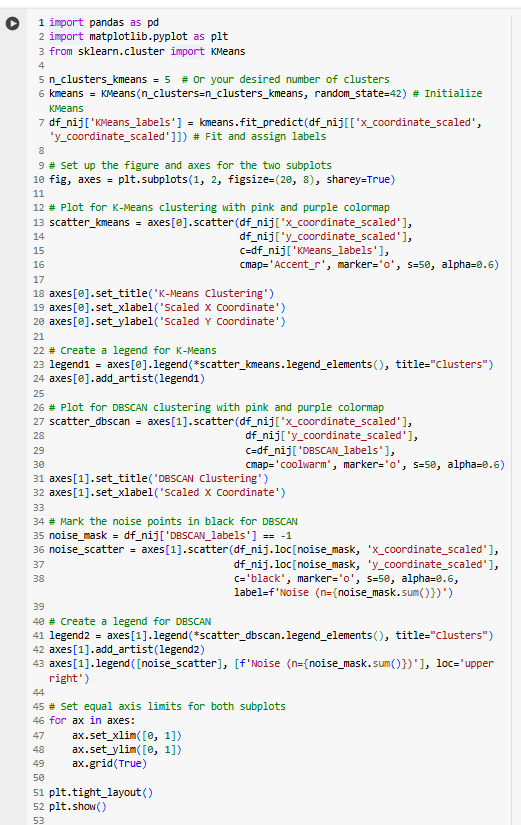 1 import pandas as pd
2 import matplotlib.pyplot as plt
3 from sklearn.cluster import KMeans
4
5 n_clusters_kmeans = 5  # Or your desired number of clusters
6 kmeans = KMeans(n_clusters=n_clusters_kmeans, random_state=42) # Initialize
KMeans
7 df_nij['KMeans_labels'] = kmeans.fit_predict(df_nij[['x_coordinate_scaled',
'y_coordinate_scaled']]) # Fit and assign labels
8
9 # Set up the figure and axes for the two subplots
10 fig, axes = plt.subplots(1, 2, figsize=(20, 8), sharey=True)
11
12 # Plot for K-Means clustering with pink and purple colormap
13 scatter_kmeans = axes[0].scatter(df_nij['x_coordinate_scaled'],
14                                  df_nij['y_coordinate_scaled'],
15                                  c=df_nij['KMeans_labels'],
16                                  cmap='Accent_r', marker='o', s=50, alpha=0.6)
17
18 axes[0].set_title('K-Means Clustering')
19 axes[0].set_xlabel('Scaled X Coordinate')
20 axes[0].set_ylabel('Scaled Y Coordinate')
21
22 # Create a legend for K-Means
23 legend1 = axes[0].legend(*scatter_kmeans.legend_elements(), title="Clusters")
24 axes[0].add_artist(legend1)
25
26 # Plot for DBSCAN clustering with pink and purple colormap
27 scatter_dbscan = axes[1].scatter(df_nij['x_coordinate_scaled'],
28                                   df_nij['y_coordinate_scaled'],
29                                   c=df_nij['DBSCAN_labels'],
30                                   cmap='coolwarm', marker='o', s=50, alpha=0.6)
31 axes[1].set_title('DBSCAN Clustering')
32 axes[1].set_xlabel('Scaled X Coordinate')
33
34 # Mark the noise points in black for DBSCAN
35 noise_mask = df_nij['DBSCAN_labels'] == -1
36 noise_scatter = axes[1].scatter(df_nij.loc[noise_mask, 'x_coordinate_scaled'],
37                                 df_nij.loc[noise_mask, 'y_coordinate_scaled'],
38                                 c='black', marker='o', s=50, alpha=0.6,
label=f'Noise (n={noise_mask.sum()})')
39
40 # Create a legend for DBSCAN
41 legend2 = axes[1].legend(*scatter_dbscan.legend_elements(), title="Clusters")
42 axes[1].add_artist(legend2)
43 axes[1].legend([noise_scatter], [f'Noise (n={noise_mask.sum()})'], loc='upper
right')
44
45 # Set equal axis limits for both subplots
46 for ax in axes:
47     ax.set_xlim([0, 1])
48     ax.set_ylim([0, 1])
49     ax.grid(True)
50
51 plt.tight_layout()
52 plt.show()
53